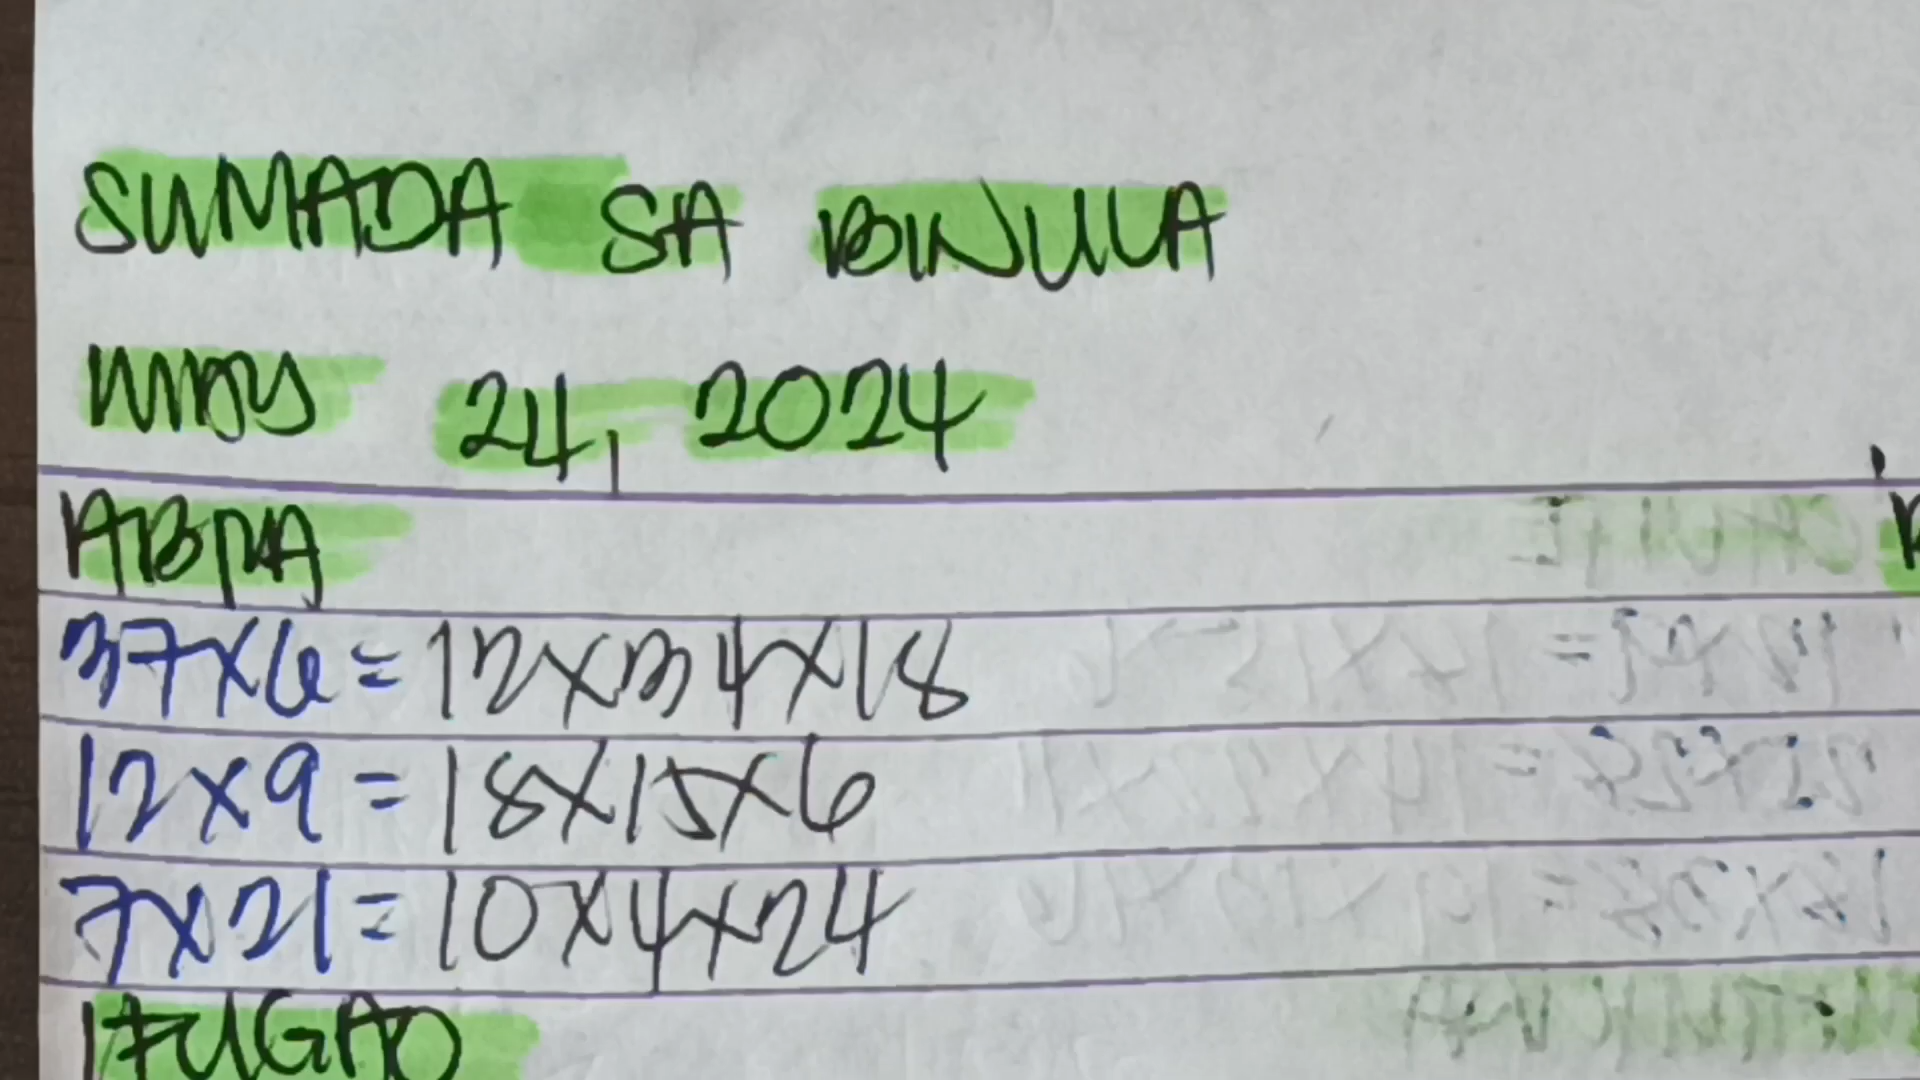 SUMADA SA BINULA
MAY 24, 2024
ABRA
37x6=12x34x18
12x9=18x15x6
7x21=10x4x24
IFUGAO